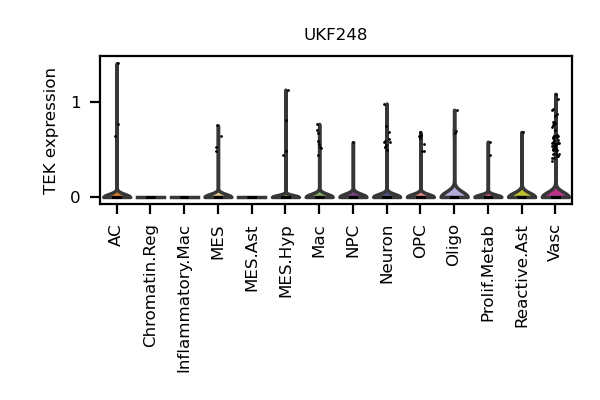 UKF248
TEK expression
1
0
AC
Chromatin.Reg
Inflammatory.Mac
MES
MES.Ast
MES.Hyp
Mac
NPC
Neuron
OPC
Oligo
Prolif.Metab
Reactive.Ast
Vasc